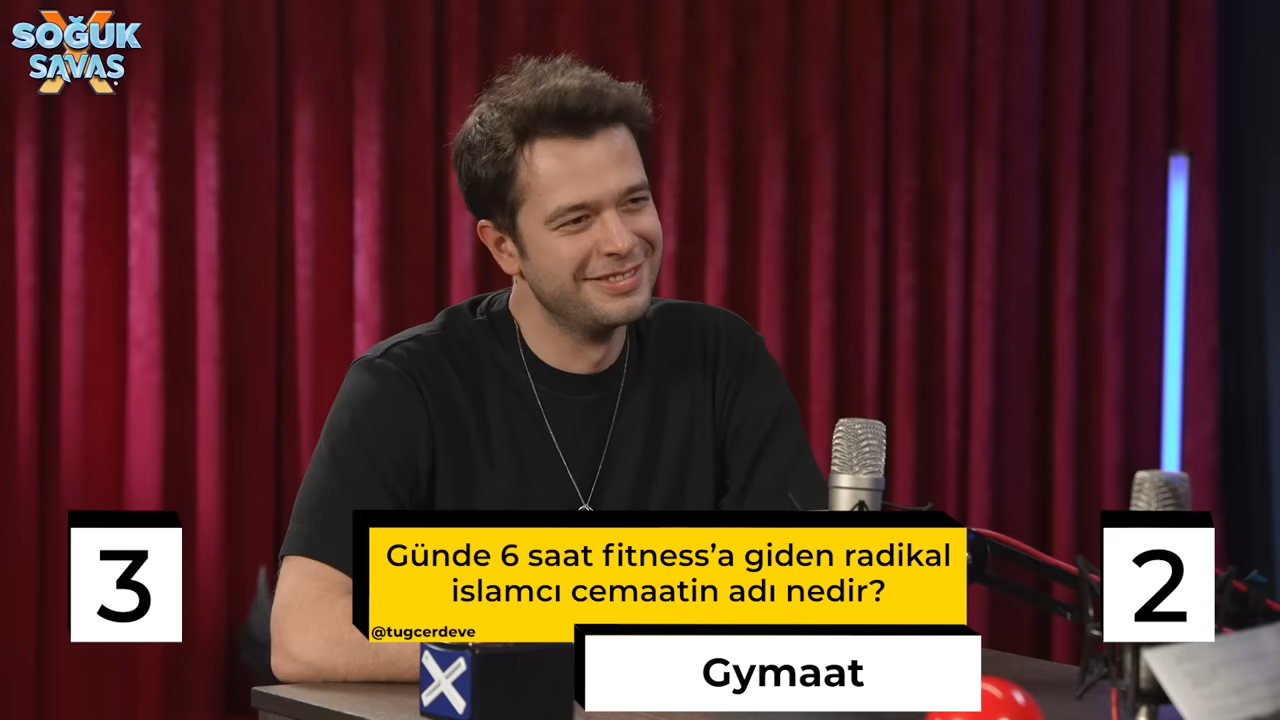 SOĞUK
SAVAŞ
3
Günde 6 saat fitness’a giden radikal
islamcı cemaatin adı nedir?
@tugcerdeve
Gymaat
2